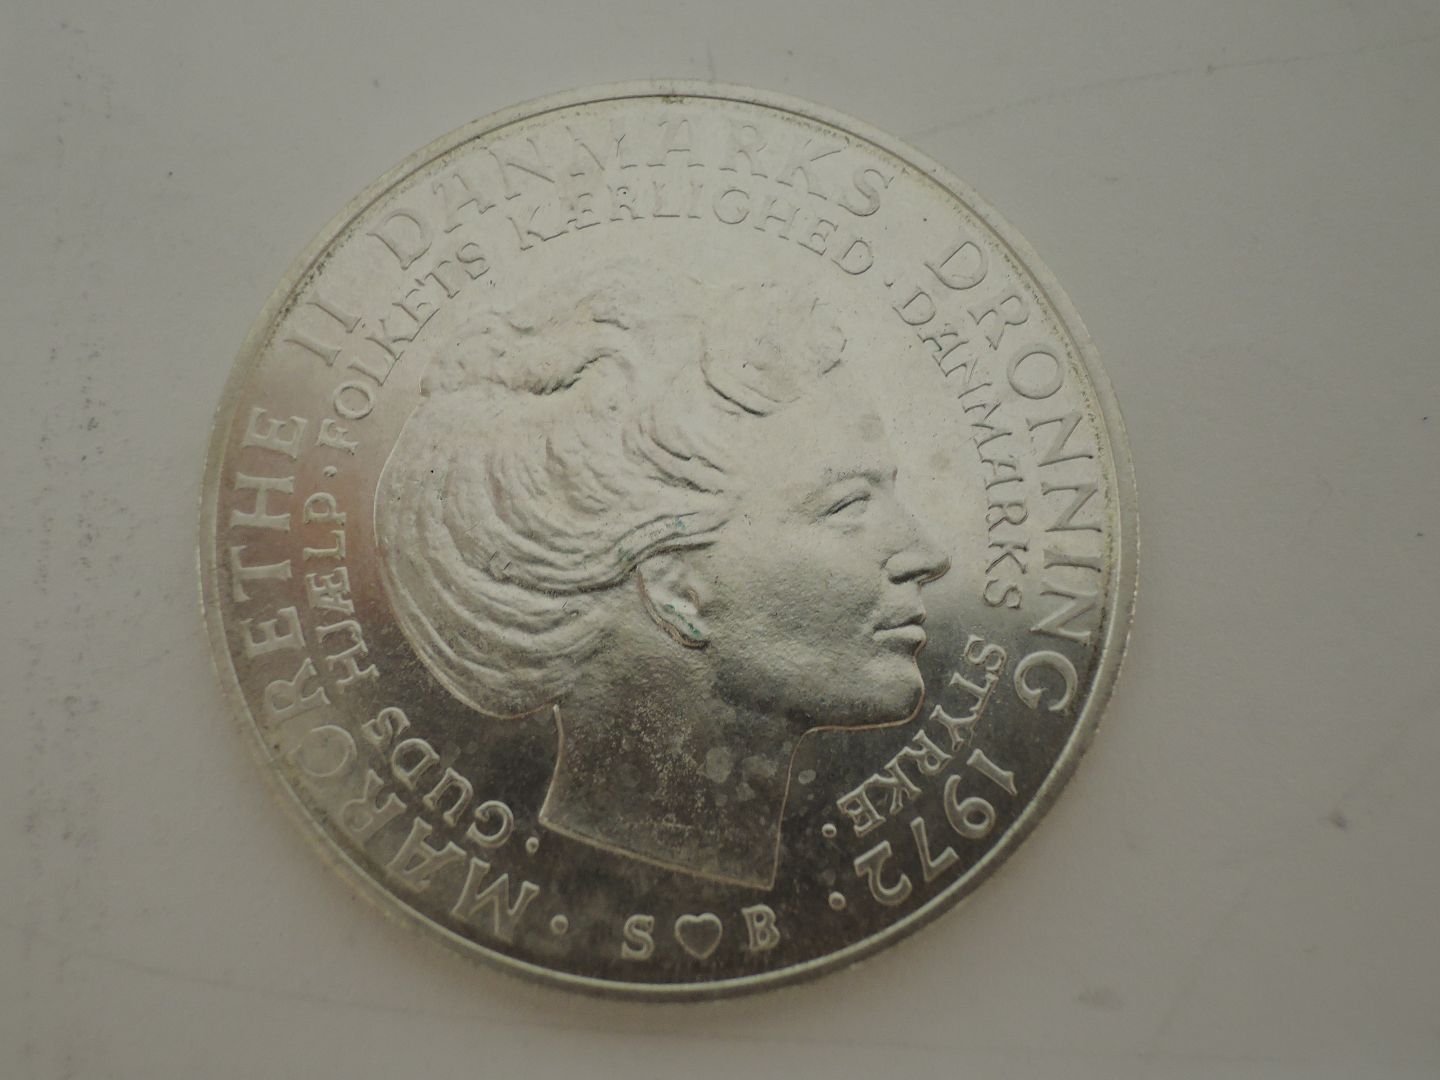 MARGRETHE II DANMARKS DRONNING 1972 ·
· GUDS HJÆLP · FOLKETS KÆRLIGHED · DANMARKS STYRKE ·
S ♥ B